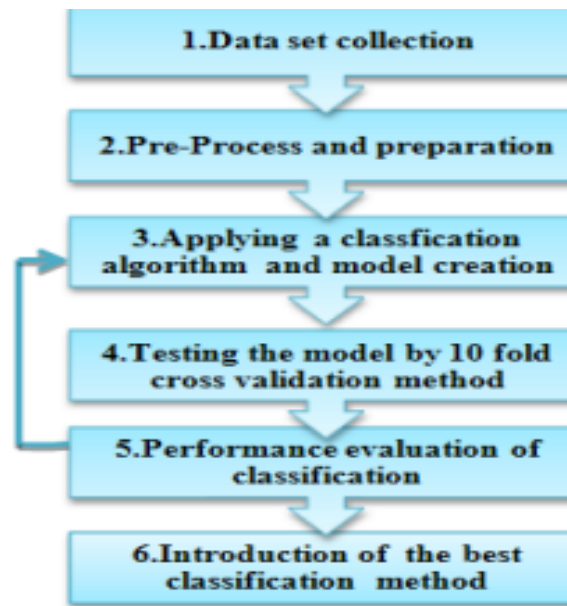 1.Data set collection
2.Pre-Process and preparation
3.Applying a classfication
algorithm and model creation
4.Testing the model by 10 fold
cross validation method
5.Performance evaluation of
classification
6.Introduction of the best
classification method